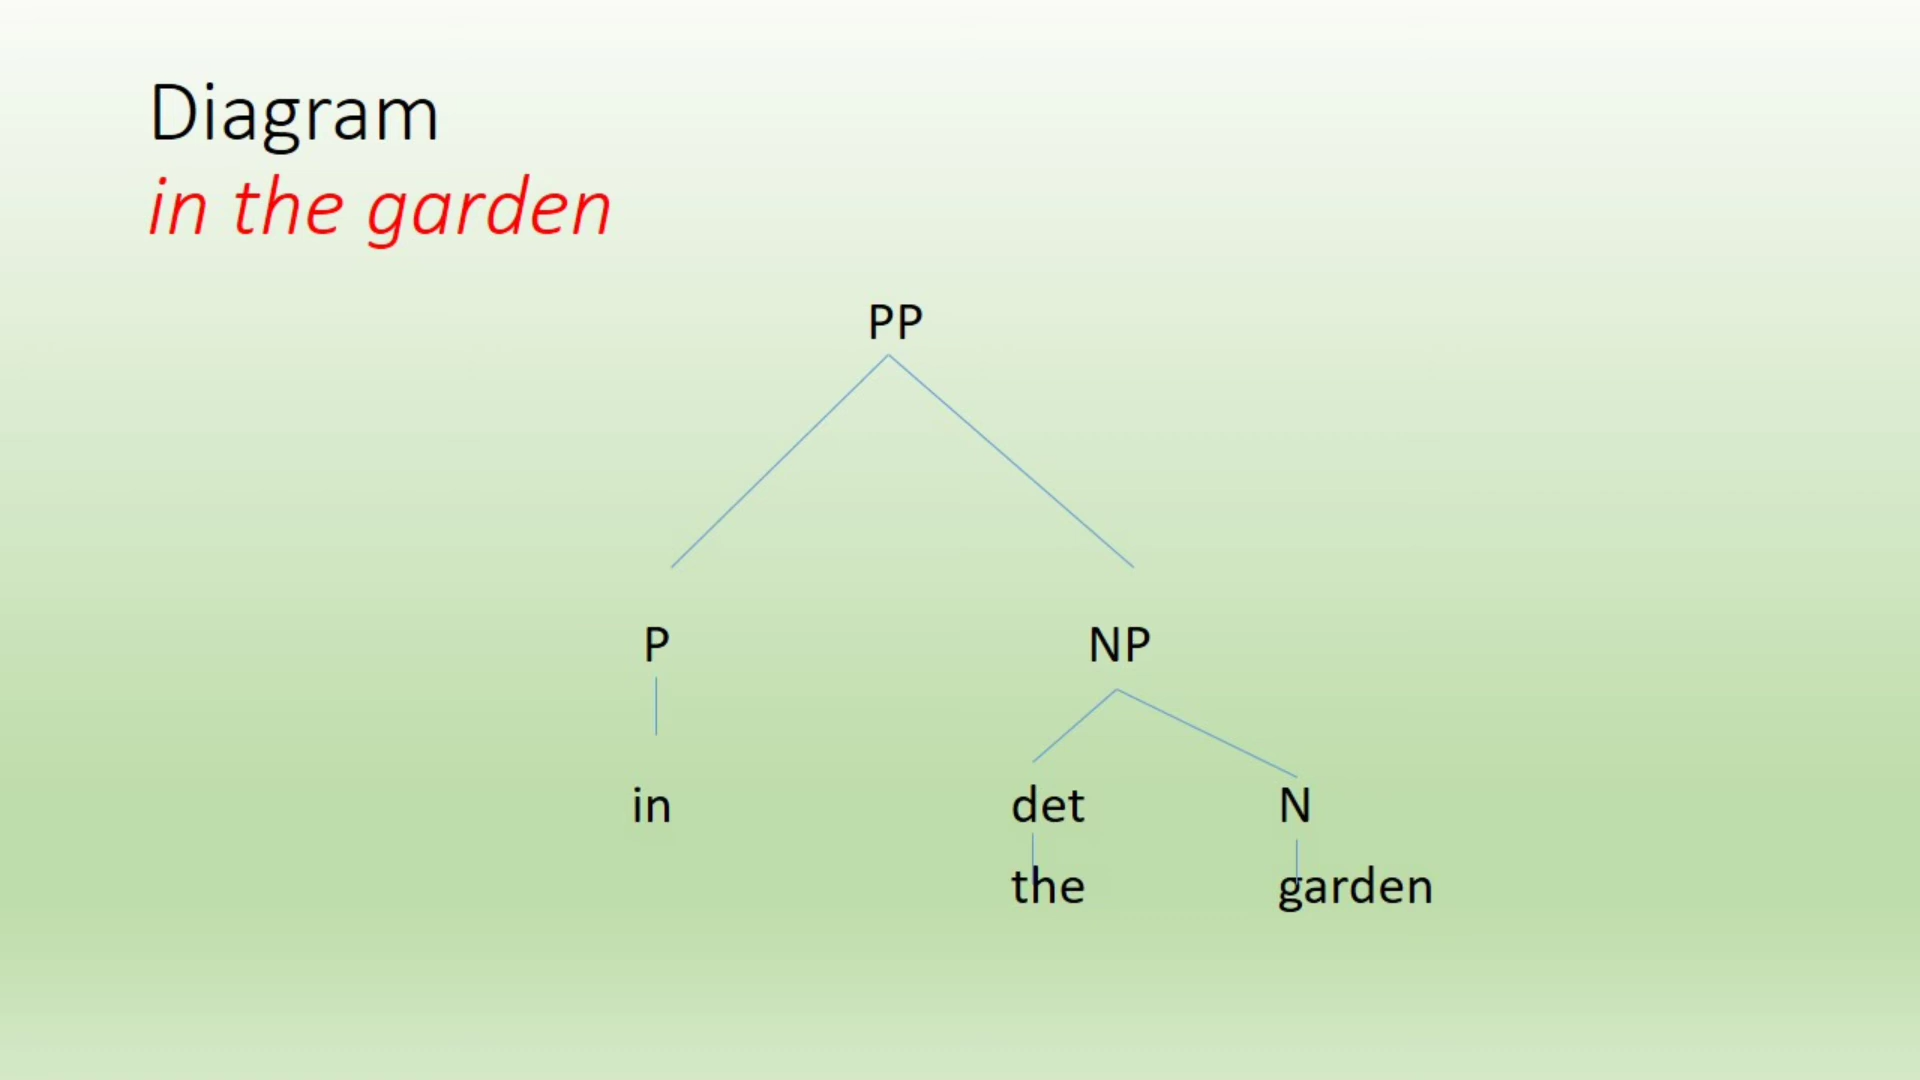 Diagram
in the garden
PP
P NP
in det N
the garden